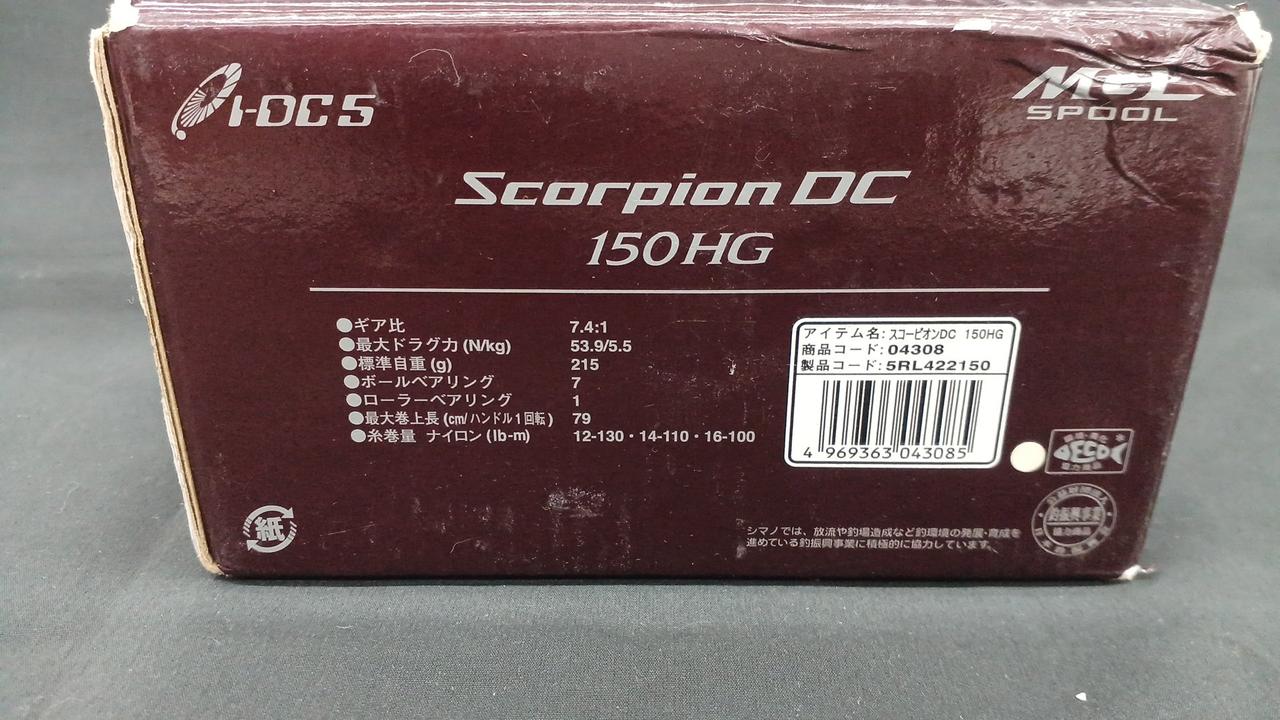 I-DC5
MGL
SPOOL
Scorpion DC
150HG
●ギア比 7.4:1
●最大ドラグ力 (N/kg) 53.9/5.5
●標準自重 (g) 215
●ボールベアリング 7
●ローラーベアリング 1
●最大巻上長 (cm/ハンドル1回転) 79
●糸巻量 ナイロン (lb-m) 12-130・14-110・16-100
アイテム名: スコーピオンDC 150HG
商品コード: 04308
製品コード: 5RL422150
4 969363 043085
ECO
紙
シマノでは、放流や釣場造成など釣環境の発展・育成を
進めている釣振興事業に積極的に協力しています。
釣振興事業